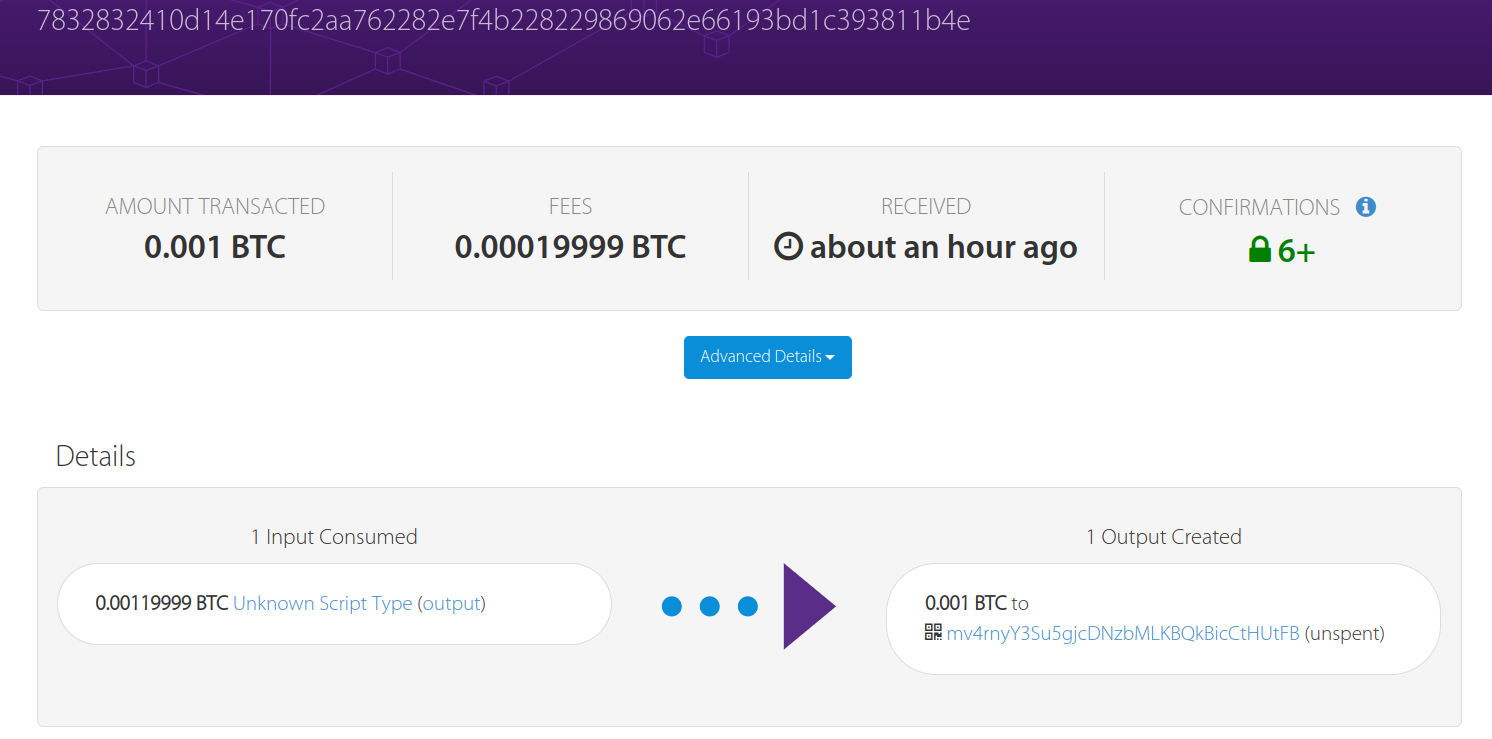 7832832410d14e170fc2aa762282e7f4b228229869062e66193bd1c393811b4e
AMOUNT TRANSACTED
0.001 BTC
FEES
0.00019999 BTC
RECEIVED
about an hour ago
CONFIRMATIONS
6+
Advanced Details
Details
1 Input Consumed
0.00119999 BTC Unknown Script Type (output)
1 Output Created
0.001 BTC to
mv4rnyY3Su5gjcDNzbMLKBQkBicCtHUtFB (unspent)